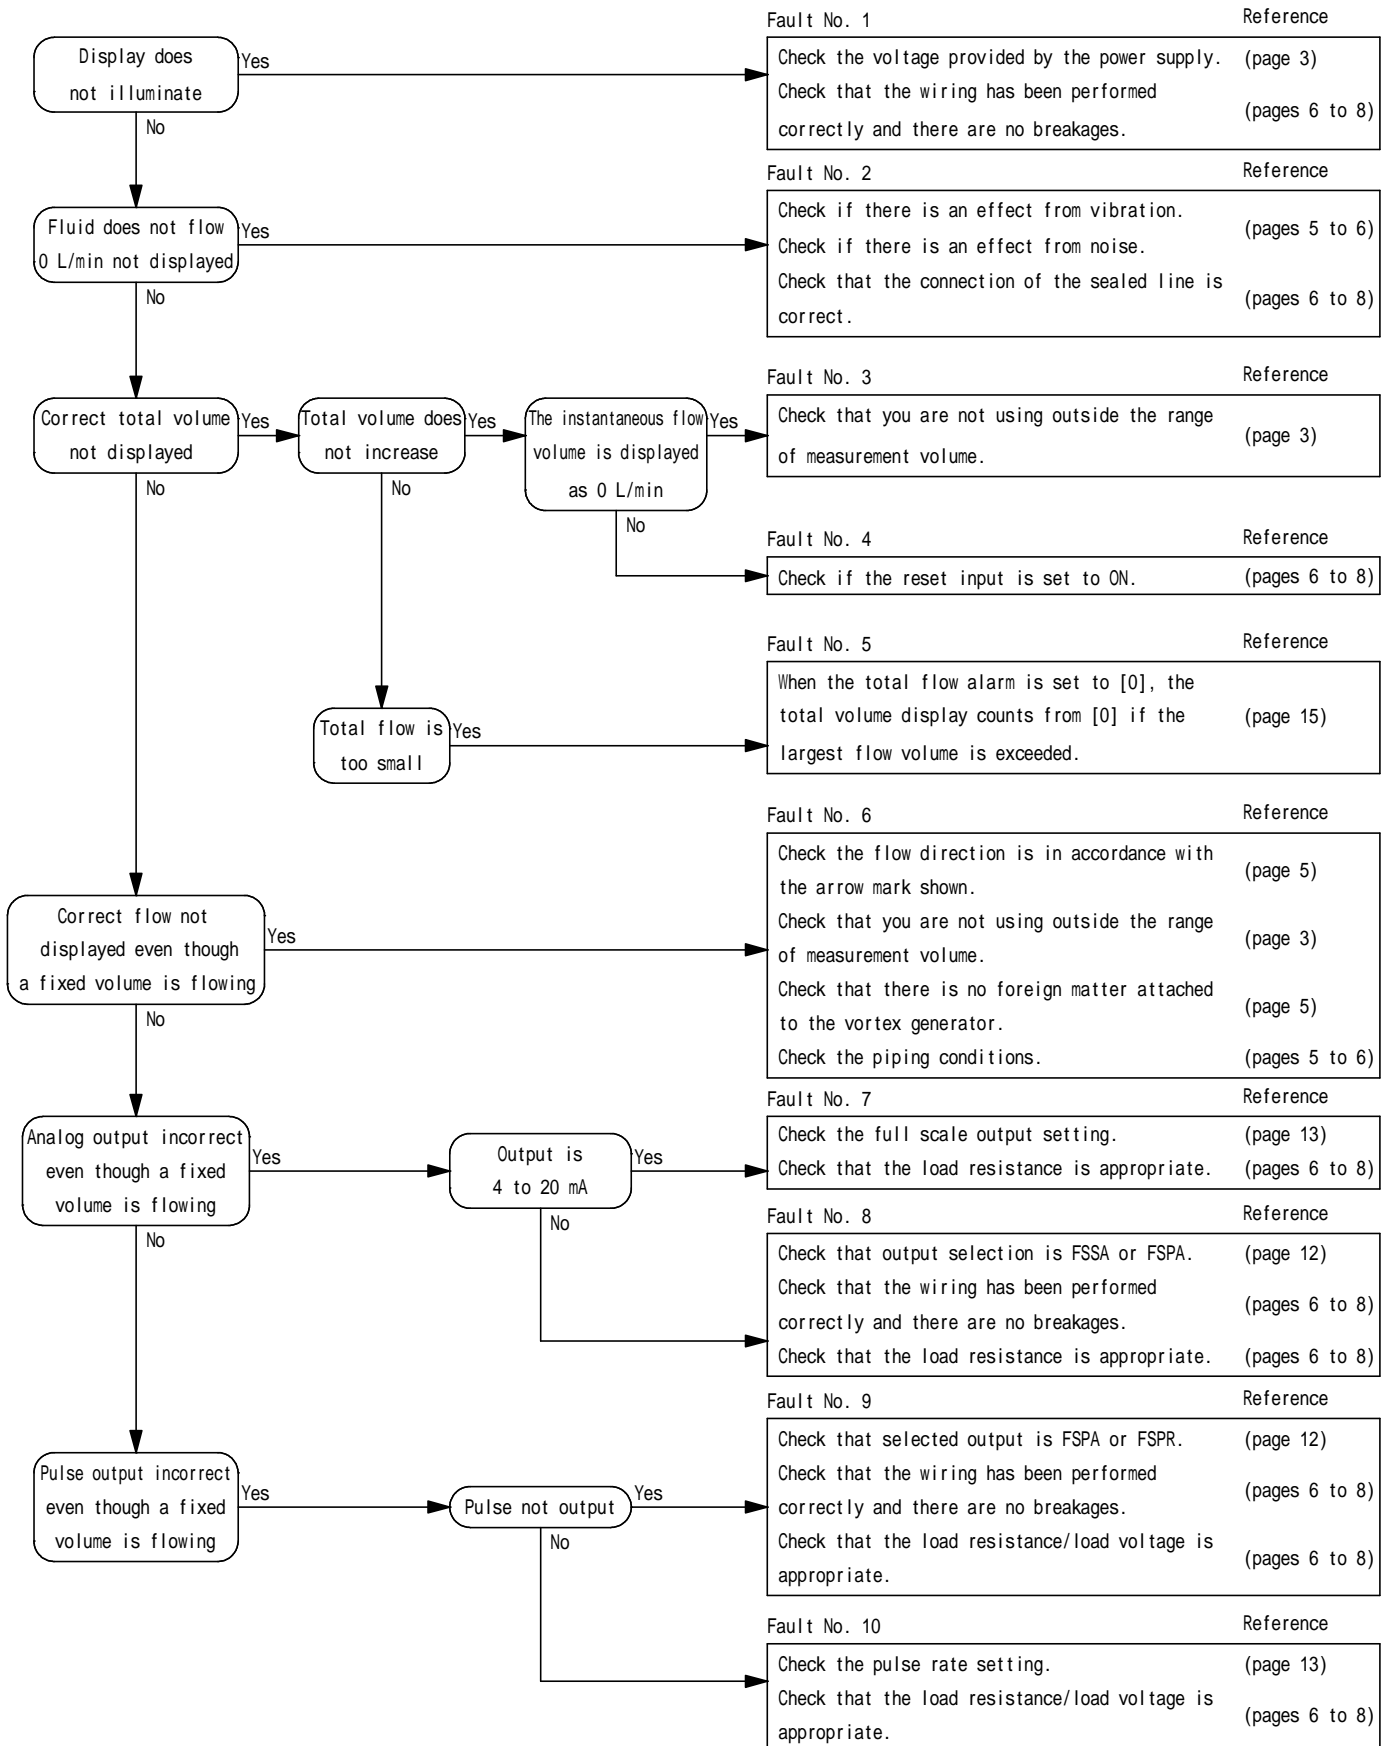 Fault No. 1 Reference
Display does
not illuminate
Yes
No
Check the voltage provided by the power supply. (page 3)
Check that the wiring has been performed
correctly and there are no breakages. (pages 6 to 8)
Fault No. 2 Reference
Fluid does not flow
0 L/min not displayed
Yes
No
Check if there is an effect from vibration.
Check if there is an effect from noise. (pages 5 to 6)
Check that the connection of the sealed line is
correct. (pages 6 to 8)
Fault No. 3 Reference
Correct total volume
not displayed
Yes
No
Total volume does
not increase
Yes
No
The instantaneous flow
volume is displayed
as 0 L/min
Yes
No
Check that you are not using outside the range
of measurement volume. (page 3)
Fault No. 4 Reference
Check if the reset input is set to ON. (pages 6 to 8)
Fault No. 5 Reference
Total flow is
too small
Yes
When the total flow alarm is set to [0], the
total volume display counts from [0] if the (page 15)
largest flow volume is exceeded.
Fault No. 6 Reference
Correct flow not
displayed even though
a fixed volume is flowing
Yes
No
Check the flow direction is in accordance with
the arrow mark shown. (page 5)
Check that you are not using outside the range
of measurement volume. (page 3)
Check that there is no foreign matter attached
to the vortex generator. (page 5)
Check the piping conditions. (pages 5 to 6)
Fault No. 7 Reference
Analog output incorrect
even though a fixed
volume is flowing
Yes
No
Output is
4 to 20 mA
Yes
No
Check the full scale output setting. (page 13)
Check that the load resistance is appropriate. (pages 6 to 8)
Fault No. 8 Reference
Check that output selection is FSSA or FSPA. (page 12)
Check that the wiring has been performed
correctly and there are no breakages. (pages 6 to 8)
Check that the load resistance is appropriate. (pages 6 to 8)
Fault No. 9 Reference
Pulse output incorrect
even though a fixed
volume is flowing
Yes
Pulse not output
Yes
No
Check that selected output is FSPA or FSPR. (page 12)
Check that the wiring has been performed
correctly and there are no breakages. (pages 6 to 8)
Check that the load resistance/load voltage is
appropriate. (pages 6 to 8)
Fault No. 10 Reference
Check the pulse rate setting. (page 13)
Check that the load resistance/load voltage is
appropriate. (pages 6 to 8)